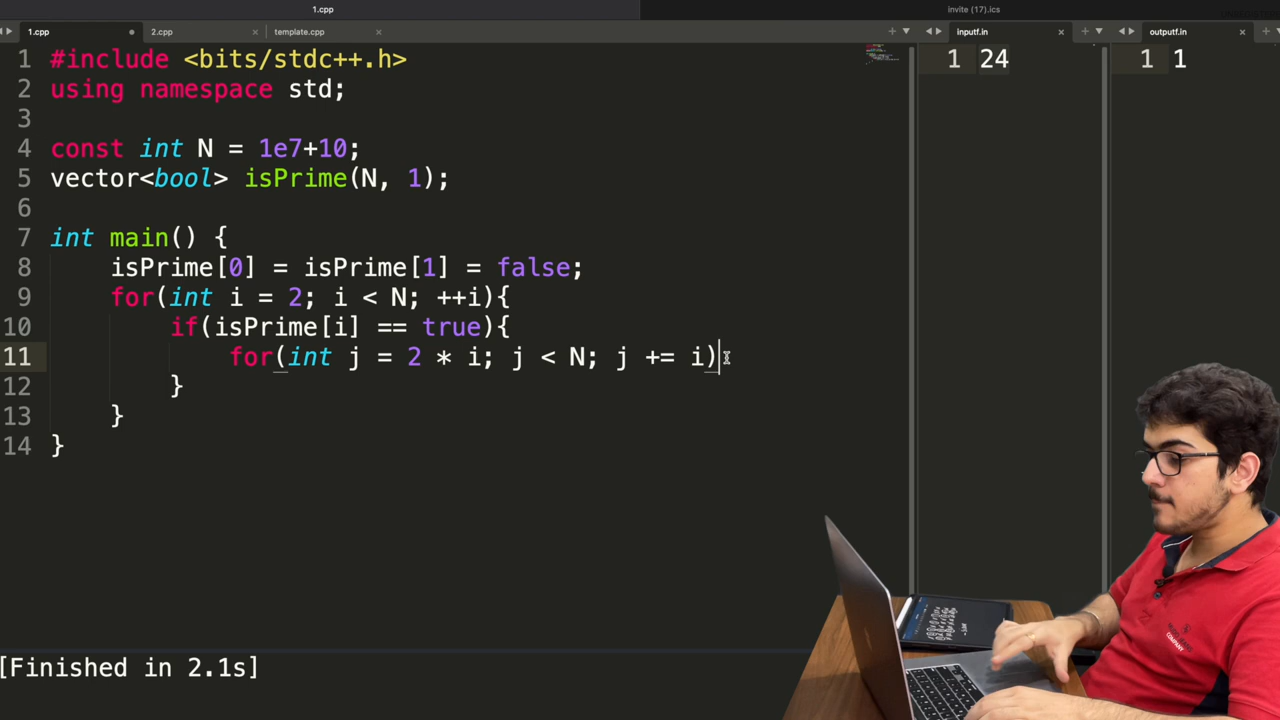 1.cpp
invite (17).ics
1.cpp
2.cpp
template.cpp
inputf.in
outputf.in
1 #include <bits/stdc++.h>
2 using namespace std;
3
4 const int N = 1e7+10;
5 vector<bool> isPrime(N, 1);
6
7 int main() {
8 isPrime[0] = isPrime[1] = false;
9 for(int i = 2; i < N; ++i){
10 if(isPrime[i] == true){
11 for(int j = 2 * i; j < N; j += i)
12 }
13 }
14 }
1 24
1 1
[Finished in 2.1s]
COMPANY